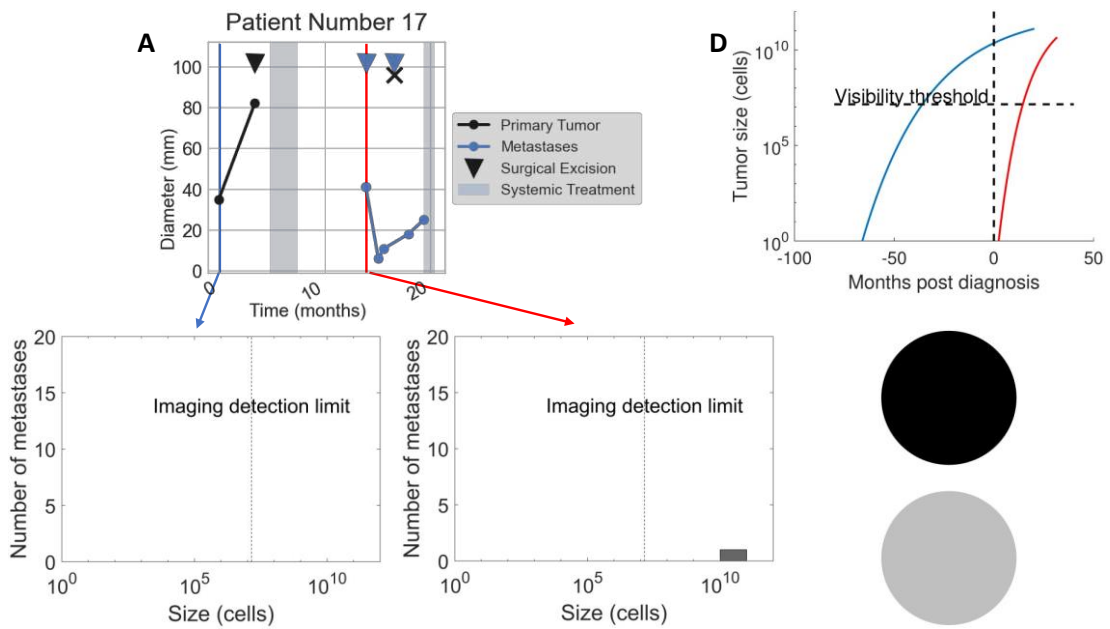 Patient Number 17
A
Diameter (mm)
100
80
60
40
20
0
0
10
20
Time (months)
Primary Tumor
Metastases
Surgical Excision
Systemic Treatment
D
Tumor size (cells)
10^10
10^5
10^0
Visibility threshold
-100
-50
0
50
Months post diagnosis
Number of metastases
20
15
10
5
0
Imaging detection limit
10^0
10^5
10^10
Size (cells)
Number of metastases
20
15
10
5
0
Imaging detection limit
10^0
10^5
10^10
Size (cells)